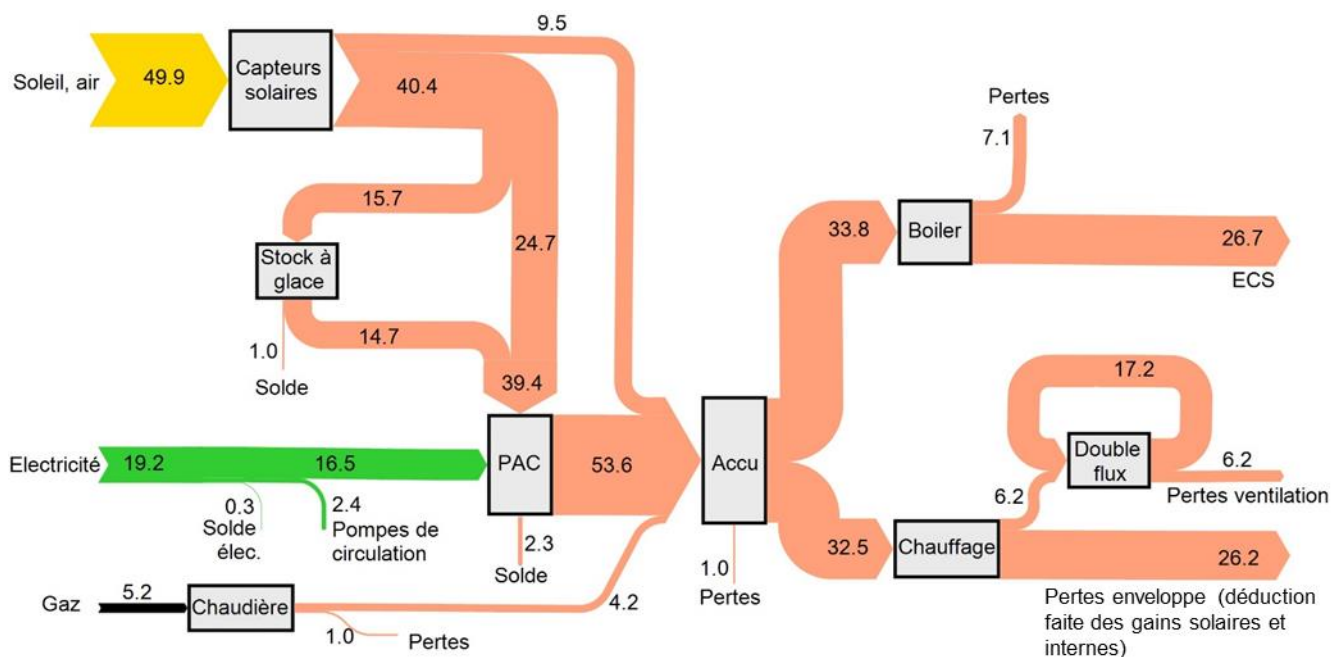 9.5
Soleil, air
49.9
Capteurs
solaires
40.4
Pertes
7.1
15.7
24.7
33.8
Boiler
26.7
ECS
Stock à
glace
14.7
1.0
Solde
39.4
17.2
Electricité
19.2
16.5
PAC
53.6
Accu
Double
flux
6.2
6.2
Pertes ventilation
0.3
Solde
élec.
2.4
Pompes de
circulation
2.3
Solde
32.5
Chauffage
26.2
1.0
Pertes
Gaz
5.2
Chaudière
4.2
1.0
Pertes
Pertes enveloppe (déduction
faite des gains solaires et
internes)